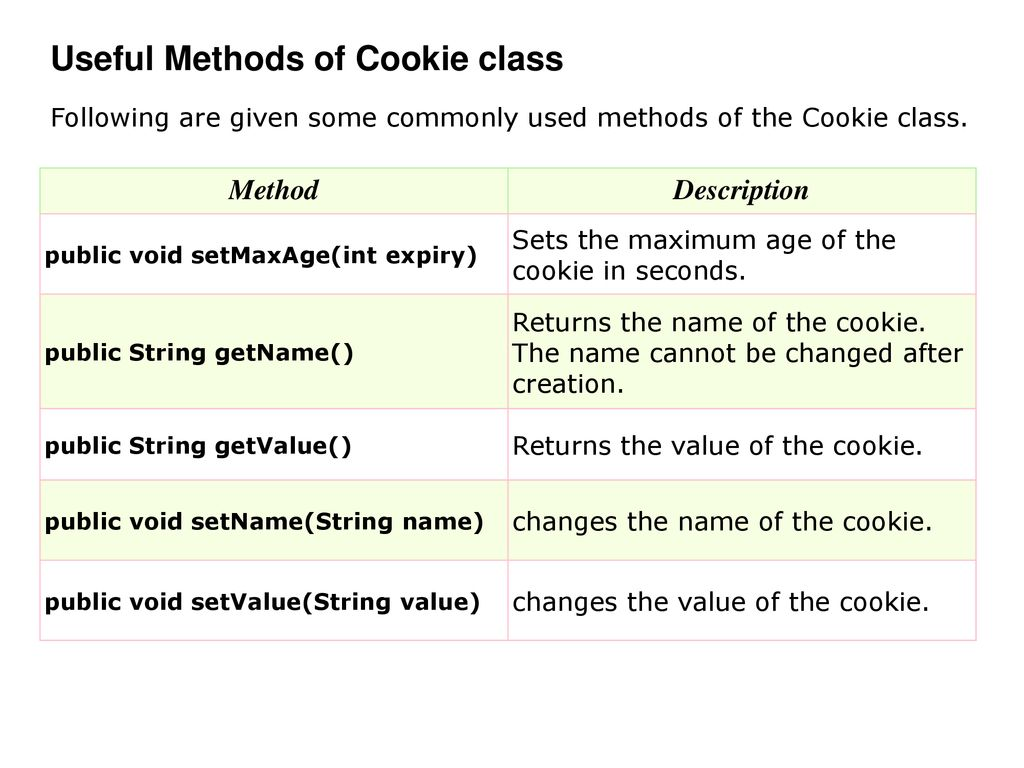 Useful Methods of Cookie class
Following are given some commonly used methods of the Cookie class.
Method
Description
public void setMaxAge(int expiry)
Sets the maximum age of the
cookie in seconds.
public String getName()
Returns the name of the cookie.
The name cannot be changed after
creation.
public String getValue()
Returns the value of the cookie.
public void setName(String name)
changes the name of the cookie.
public void setValue(String value)
changes the value of the cookie.